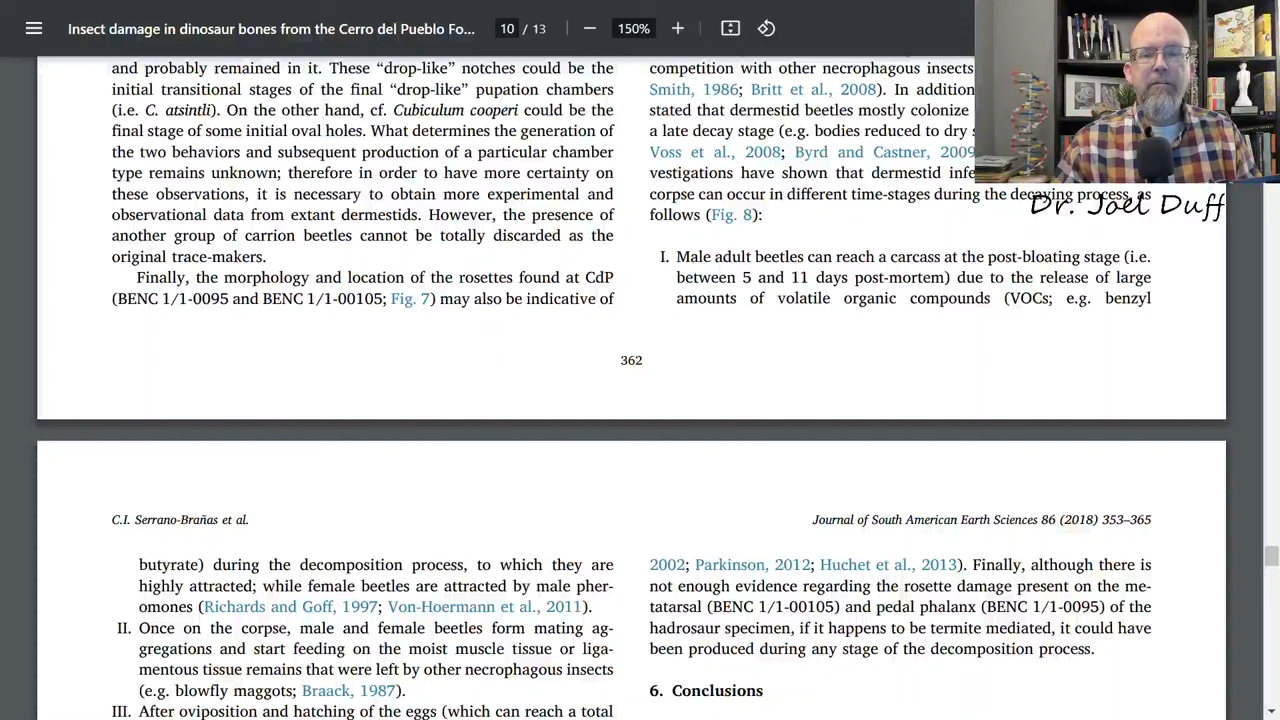 Insect damage in dinosaur bones from the Cerro del Pueblo Fo...
10 / 13
150%
and probably remained in it. These “drop-like” notches could be the
initial transitional stages of the final “drop-like” pupation chambers
(i.e. C. atsintli). On the other hand, cf. Cubiculum cooperi could be the
final stage of some initial oval holes. What determines the generation of
the two behaviors and subsequent production of a particular chamber
type remains unknown; therefore in order to have more certainty on
these observations, it is necessary to obtain more experimental and
observational data from extant dermestids. However, the presence of
another group of carrion beetles cannot be totally discarded as the
original trace-makers.
Finally, the morphology and location of the rosettes found at CdP
(BENC 1/1-0095 and BENC 1/1-00105; Fig. 7) may also be indicative of
competition with other necrophagous insects
Smith, 1986; Britt et al., 2008). In addition
stated that dermestid beetles mostly colonize
a late decay stage (e.g. bodies reduced to dry s
Voss et al., 2008; Byrd and Castner, 2009
vestigations have shown that dermestid infe
corpse can occur in different time-stages during the decaying process, as
follows (Fig. 8):
I. Male adult beetles can reach a carcass at the post-bloating stage (i.e.
between 5 and 11 days post-mortem) due to the release of large
amounts of volatile organic compounds (VOCs; e.g. benzyl
Dr. Joel Duff
362
C.I. Serrano-Brañas et al.
Journal of South American Earth Sciences 86 (2018) 353–365
butyrate) during the decomposition process, to which they are
highly attracted; while female beetles are attracted by male pher-
omones (Richards and Goff, 1997; Von-Hoermann et al., 2011).
II. Once on the corpse, male and female beetles form mating ag-
gregations and start feeding on the moist muscle tissue or liga-
mentous tissue remains that were left by other necrophagous insects
(e.g. blowfly maggots; Braack, 1987).
III. After oviposition and hatching of the eggs (which can reach a total
2002; Parkinson, 2012; Huchet et al., 2013). Finally, although there is
not enough evidence regarding the rosette damage present on the me-
tatarsal (BENC 1/1-00105) and pedal phalanx (BENC 1/1-0095) of the
hadrosaur specimen, if it happens to be termite mediated, it could have
been produced during any stage of the decomposition process.
6. Conclusions